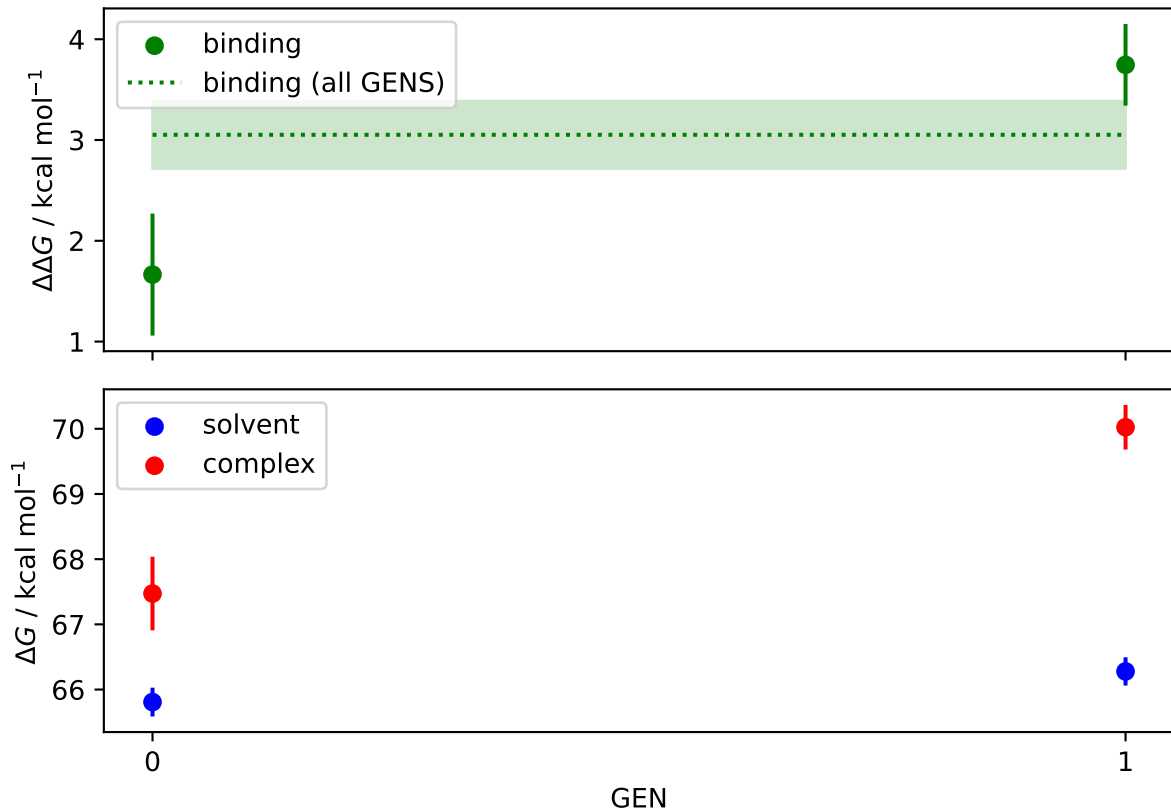 4
3
2
1
ΔΔG / kcal mol⁻¹
binding
binding (all GENS)
70
69
68
67
66
ΔG / kcal mol⁻¹
solvent
complex
0
1
GEN